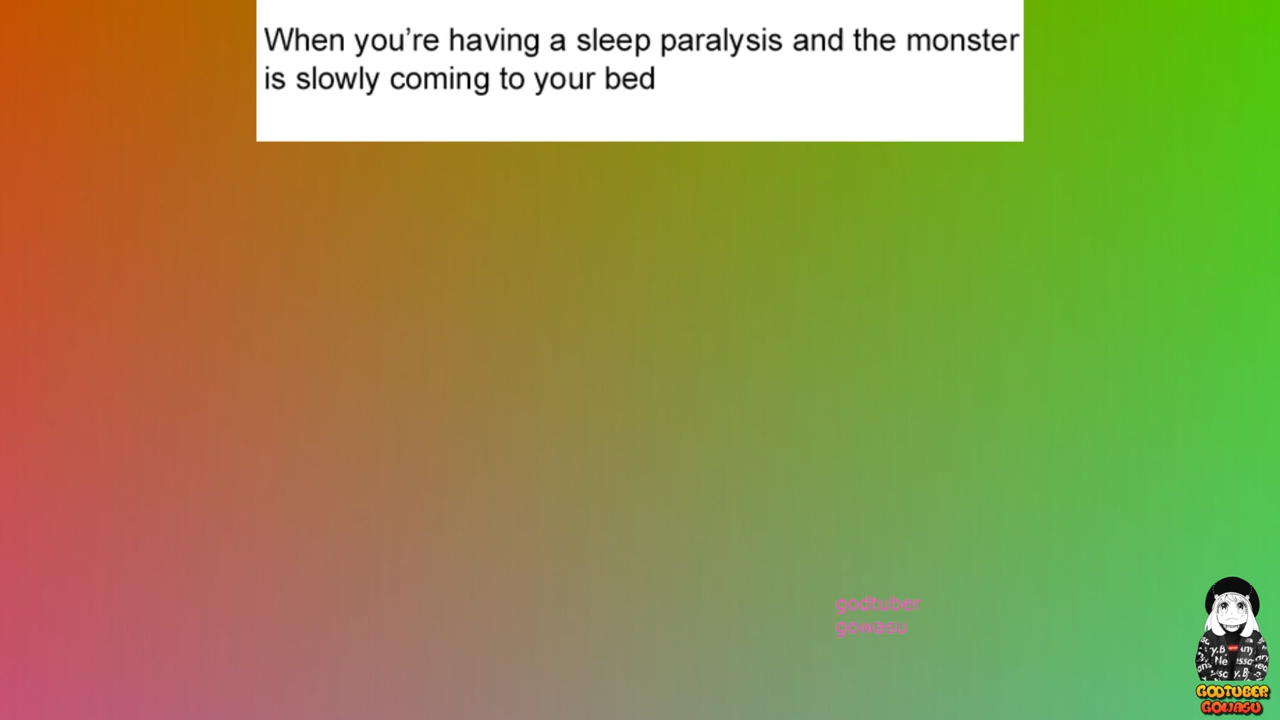 When you’re having a sleep paralysis and the monster
is slowly coming to your bed
godtuber
gowasu
GODTUBER
GOWASU